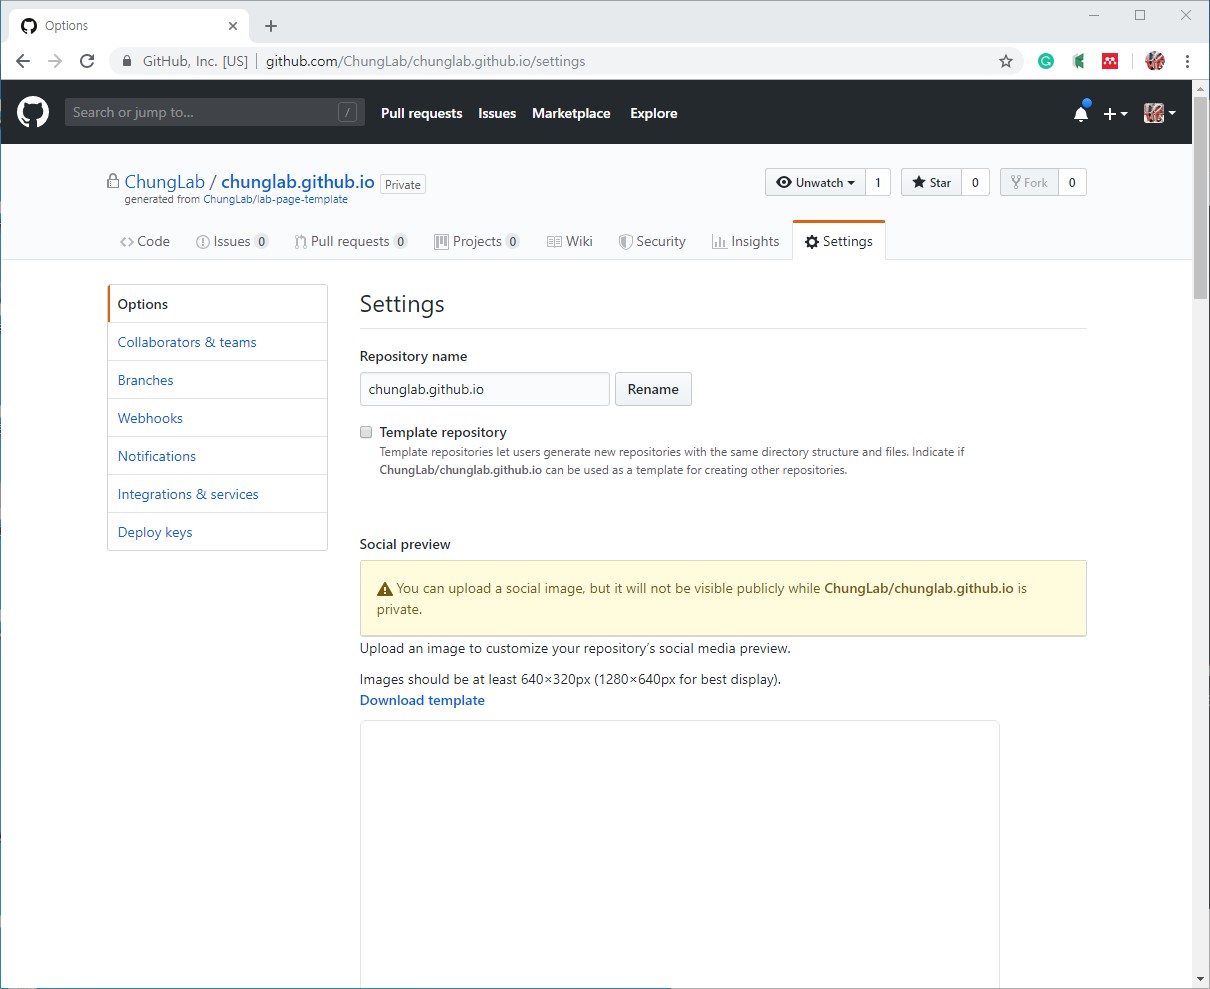 Options
GitHub, Inc. [US] | github.com/ChungLab/chunglab.github.io/settings
Search or jump to... /
Pull requests Issues Marketplace Explore
ChungLab / chunglab.github.io Private
generated from ChungLab/lab-page-template
Unwatch 1 Star 0 Fork 0
Code Issues 0 Pull requests 0 Projects 0 Wiki Security Insights Settings
Options
Collaborators & teams
Branches
Webhooks
Notifications
Integrations & services
Deploy keys
Settings
Repository name
chunglab.github.io Rename
Template repository
Template repositories let users generate new repositories with the same directory structure and files. Indicate if
ChungLab/chunglab.github.io can be used as a template for creating other repositories.
Social preview
You can upload a social image, but it will not be visible publicly while ChungLab/chunglab.github.io is
private.
Upload an image to customize your repository’s social media preview.
Images should be at least 640×320px (1280×640px for best display).
Download template